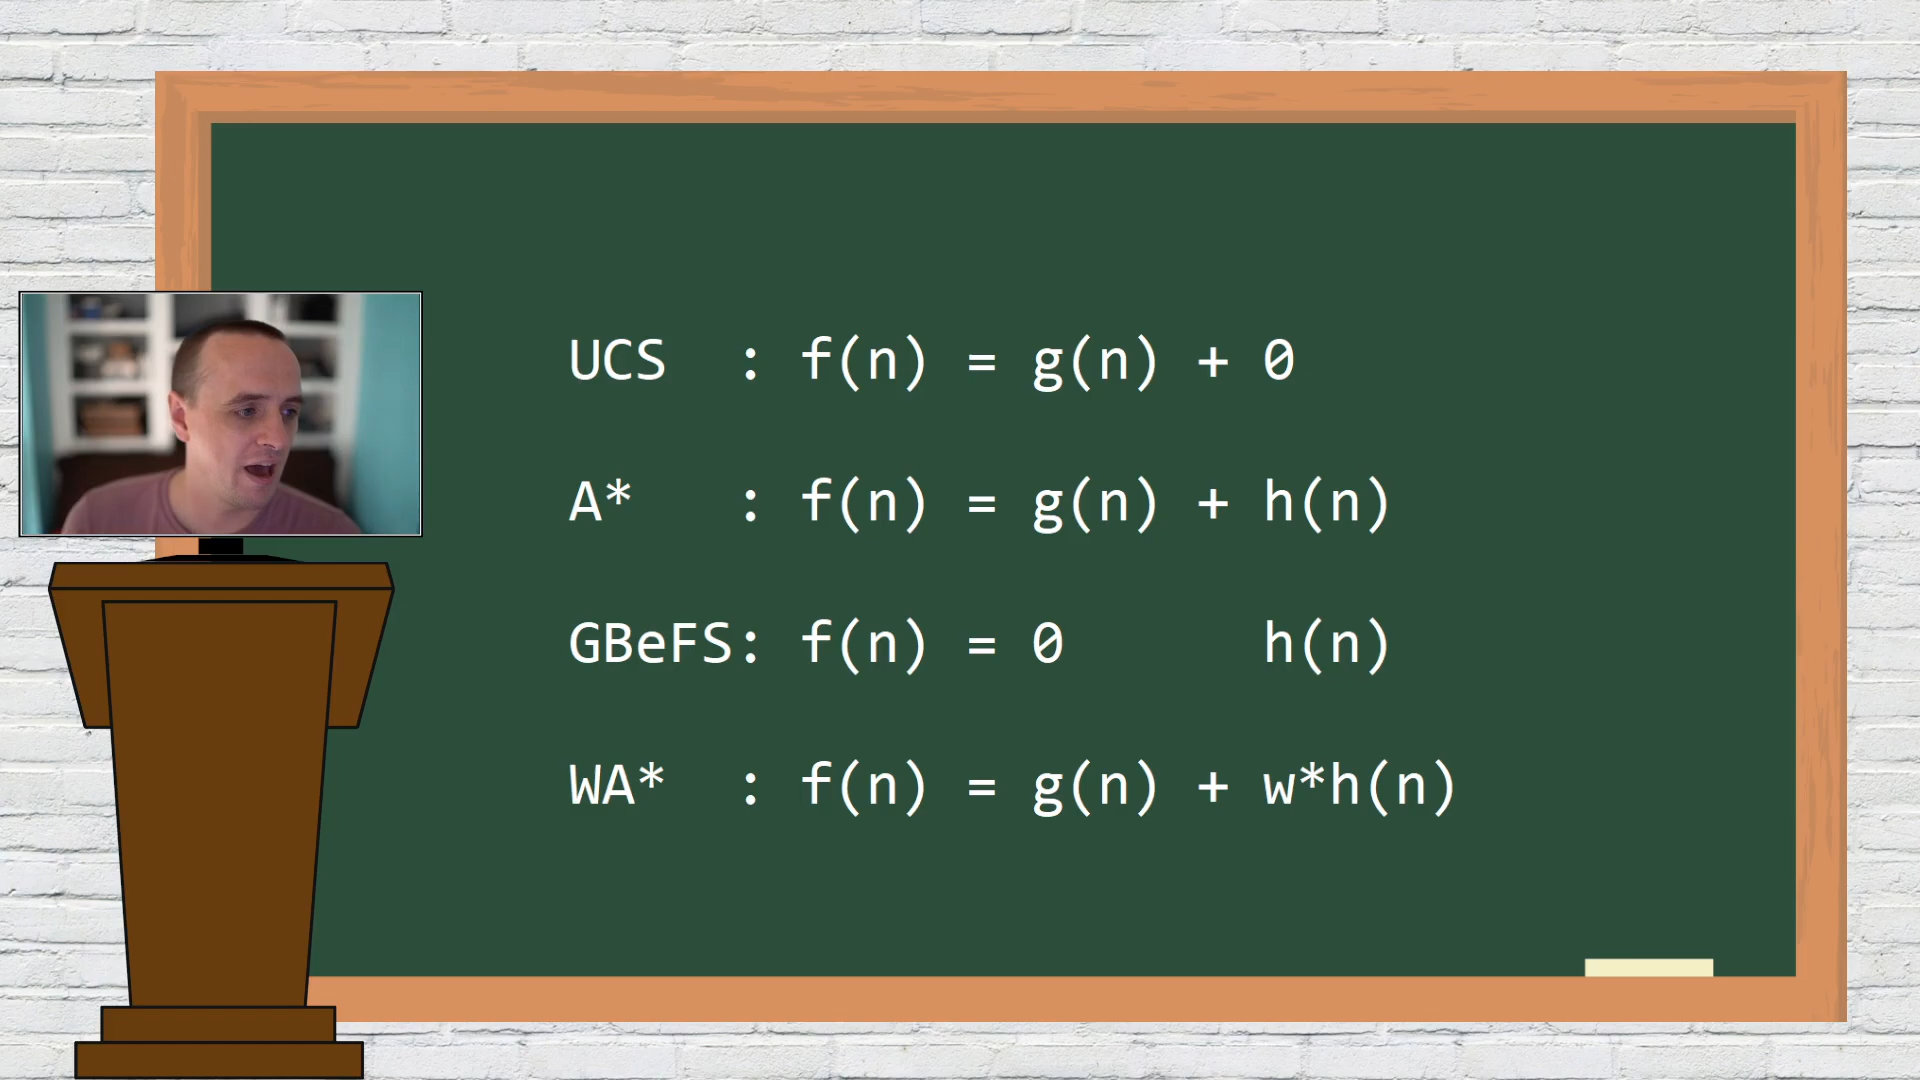 UCS : f(n) = g(n) + 0
A* : f(n) = g(n) + h(n)
GBeFS: f(n) = 0 h(n)
WA* : f(n) = g(n) + w*h(n)